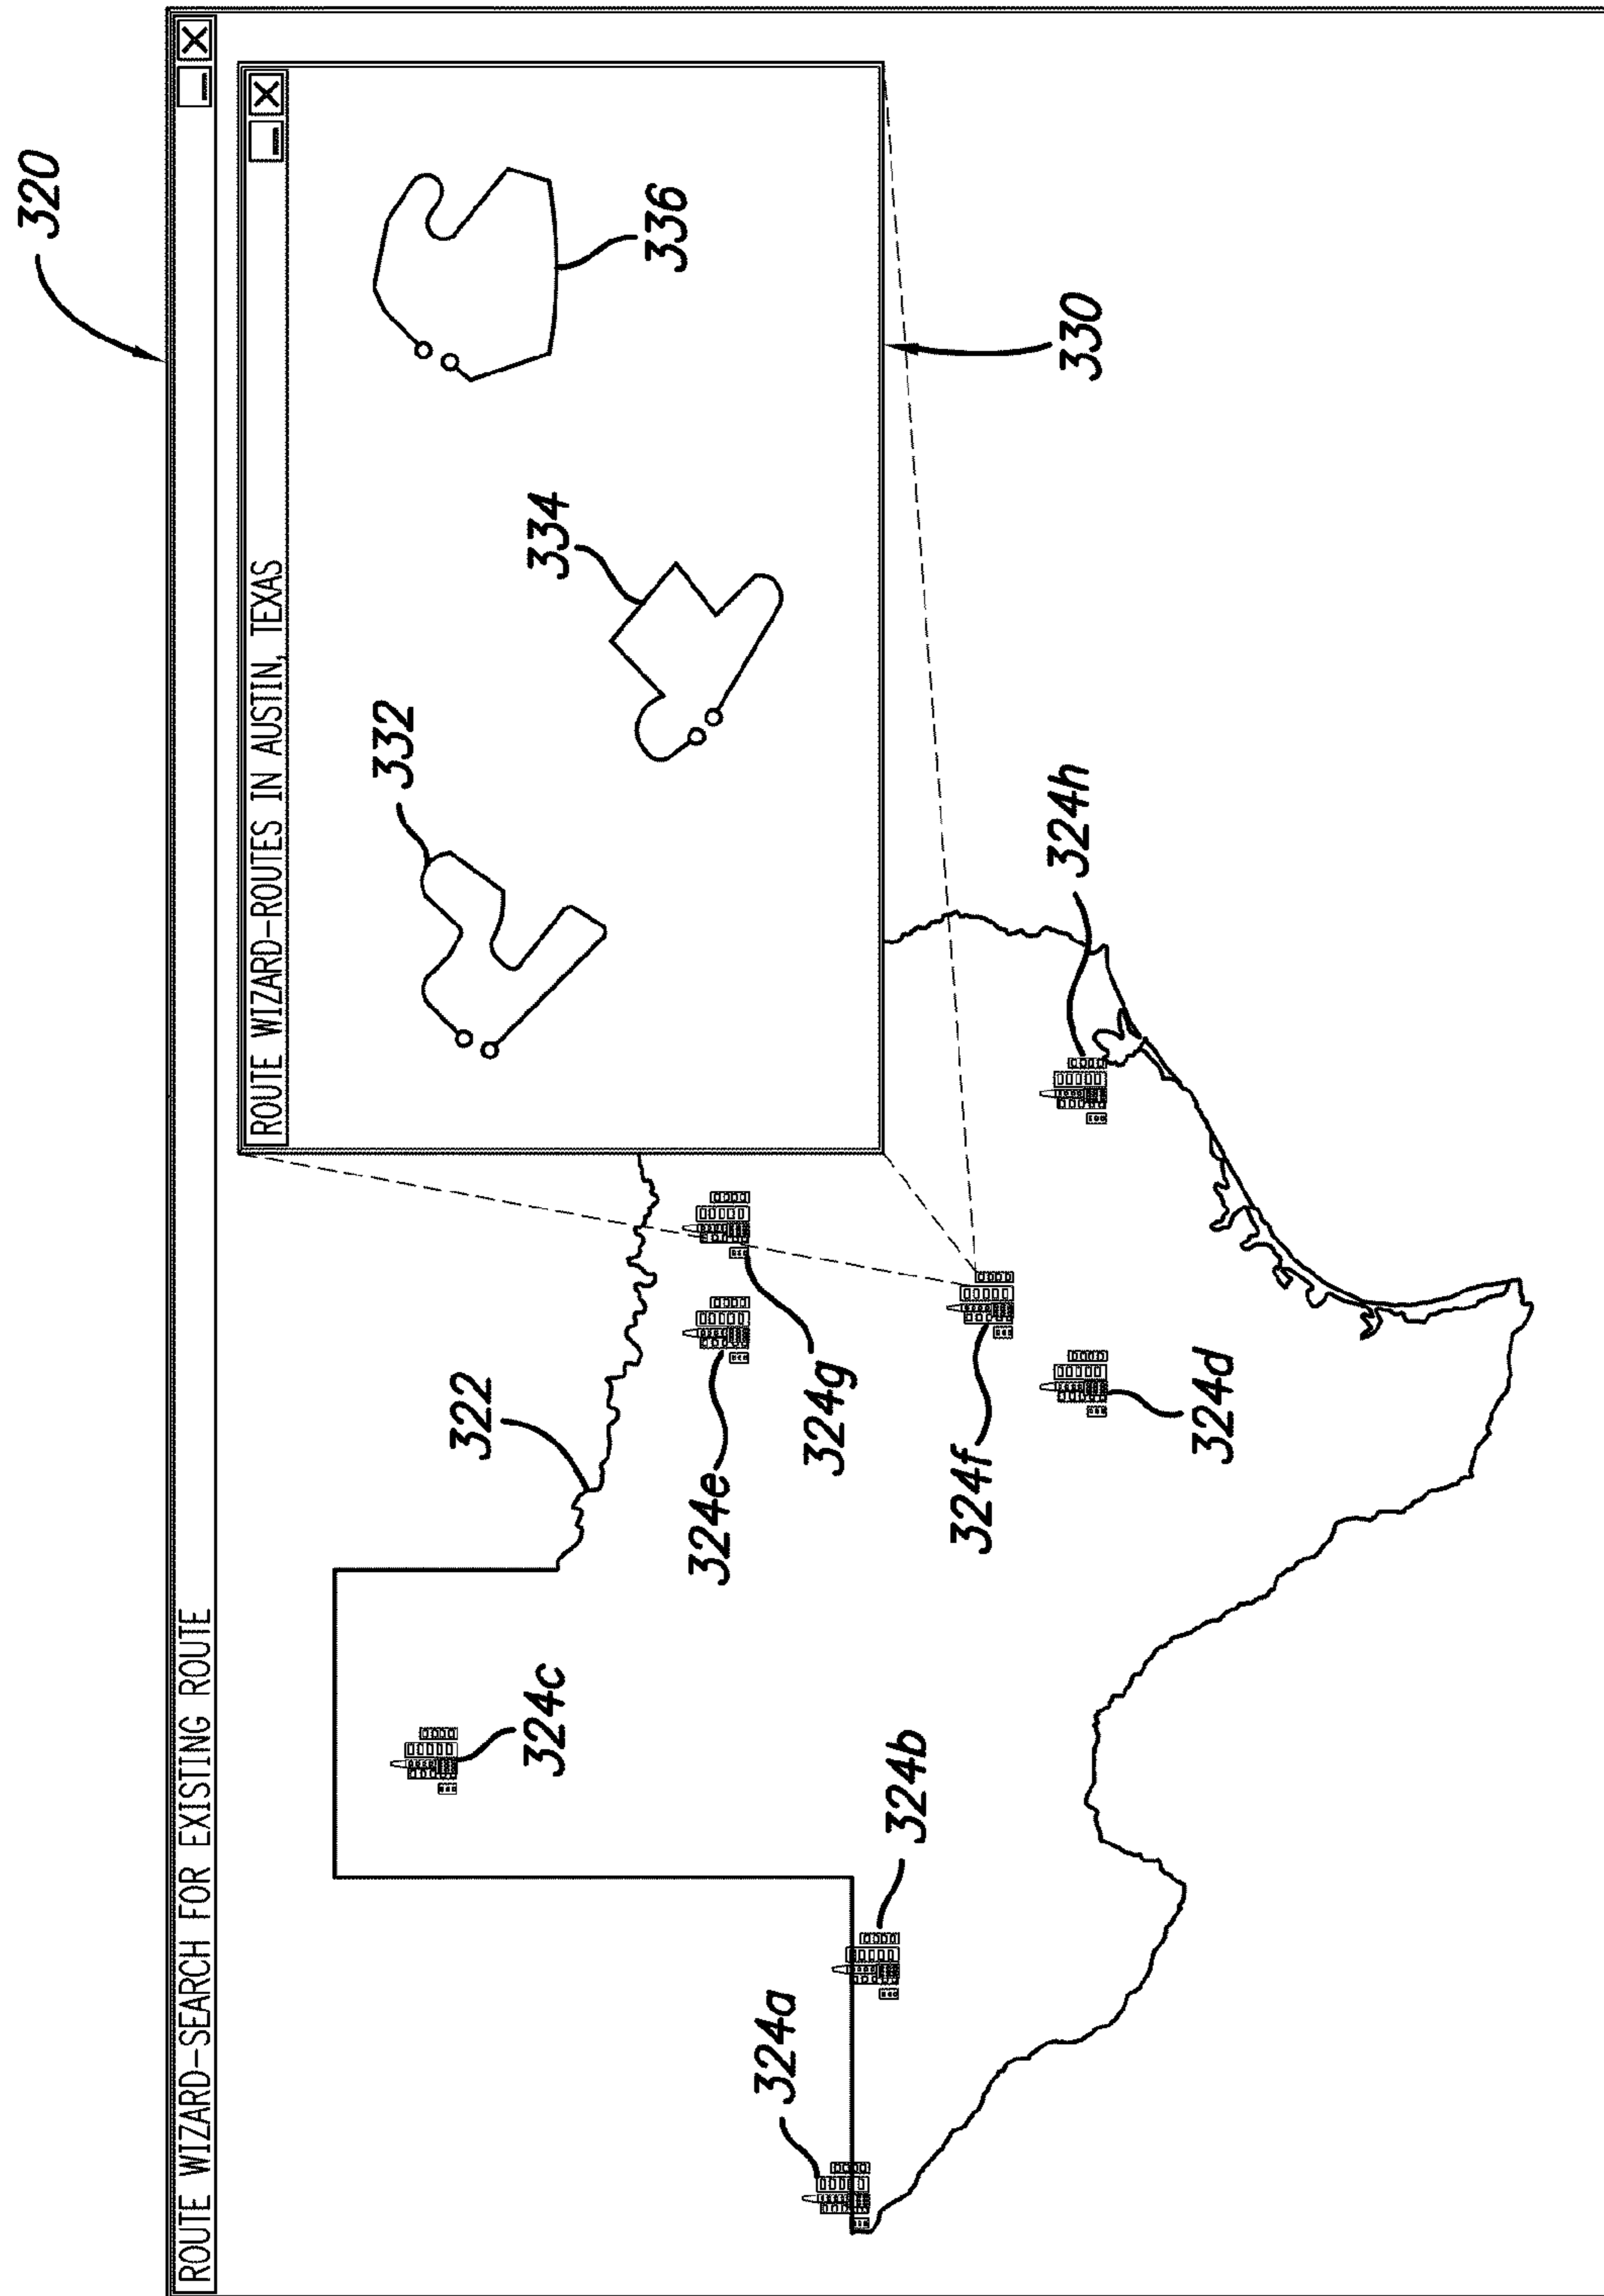 320
ROUTE WIZARD-SEARCH FOR EXISTING ROUTE
ROUTE WIZARD-ROUTES IN AUSTIN, TEXAS
332
334
336
330
322
324a
324b
324c
324e
324g
324f
324d
324h